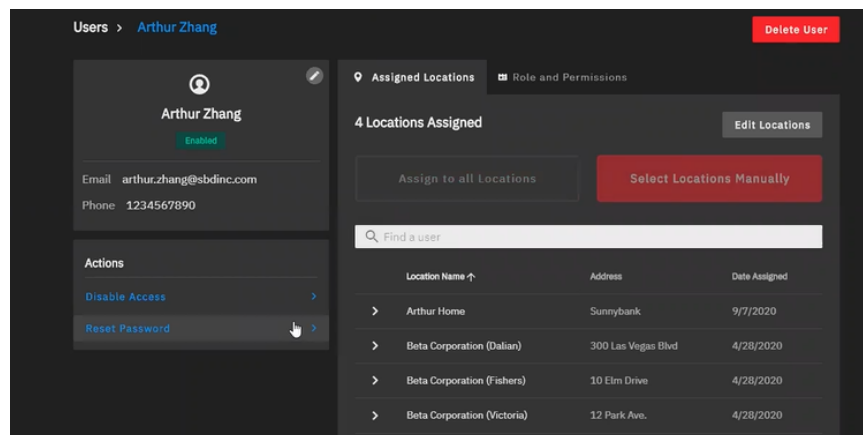 Users > Arthur Zhang
Delete User
Arthur Zhang
Enabled
Email arthur.zhang@sbdinc.com
Phone 1234567890
Actions
Disable Access >
Reset Password >
Assigned Locations
Role and Permissions
4 Locations Assigned
Edit Locations
Assign to all Locations
Select Locations Manually
Find a user
Location Name ↑ Address Date Assigned
> Arthur Home Sunnybank 9/7/2020
> Beta Corporation (Dalian) 300 Las Vegas Blvd 4/28/2020
> Beta Corporation (Fishers) 10 Elm Drive 4/28/2020
> Beta Corporation (Victoria) 12 Park Ave. 4/28/2020